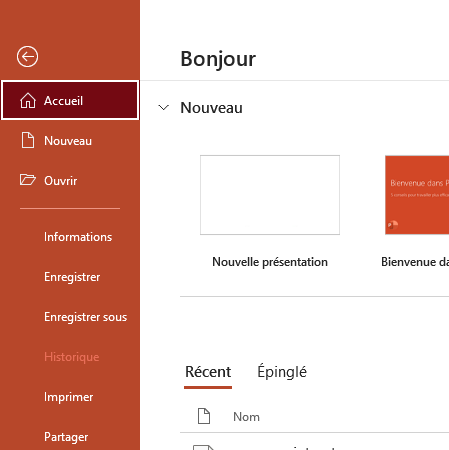 Bonjour
Accueil
Nouveau
Ouvrir
Informations
Enregistrer
Enregistrer sous
Historique
Imprimer
Partager
Nouveau
Bienvenue dans P
Nouvelle présentation
Bienvenue da
Récent
Épinglé
Nom